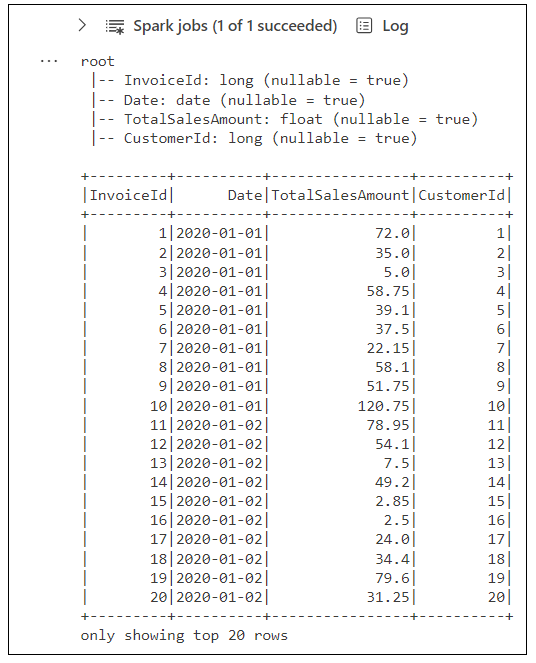 Spark jobs (1 of 1 succeeded) Log
... root
|-- InvoiceId: long (nullable = true)
|-- Date: date (nullable = true)
|-- TotalSalesAmount: float (nullable = true)
|-- CustomerId: long (nullable = true)
+---------+----------+----------------+----------+
|InvoiceId|      Date|TotalSalesAmount|CustomerId|
+---------+----------+----------------+----------+
|        1|2020-01-01|            72.0|         1|
|        2|2020-01-01|            35.0|         2|
|        3|2020-01-01|             5.0|         3|
|        4|2020-01-01|           58.75|         4|
|        5|2020-01-01|            39.1|         5|
|        6|2020-01-01|            37.5|         6|
|        7|2020-01-01|           22.15|         7|
|        8|2020-01-01|            58.1|         8|
|        9|2020-01-01|           51.75|         9|
|       10|2020-01-01|          120.75|        10|
|       11|2020-01-02|           78.95|        11|
|       12|2020-01-02|            54.1|        12|
|       13|2020-01-02|             7.5|        13|
|       14|2020-01-02|            49.2|        14|
|       15|2020-01-02|            2.85|        15|
|       16|2020-01-02|             2.5|        16|
|       17|2020-01-02|            24.0|        17|
|       18|2020-01-02|            34.4|        18|
|       19|2020-01-02|            79.6|        19|
|       20|2020-01-02|           31.25|        20|
+---------+----------+----------------+----------+
only showing top 20 rows